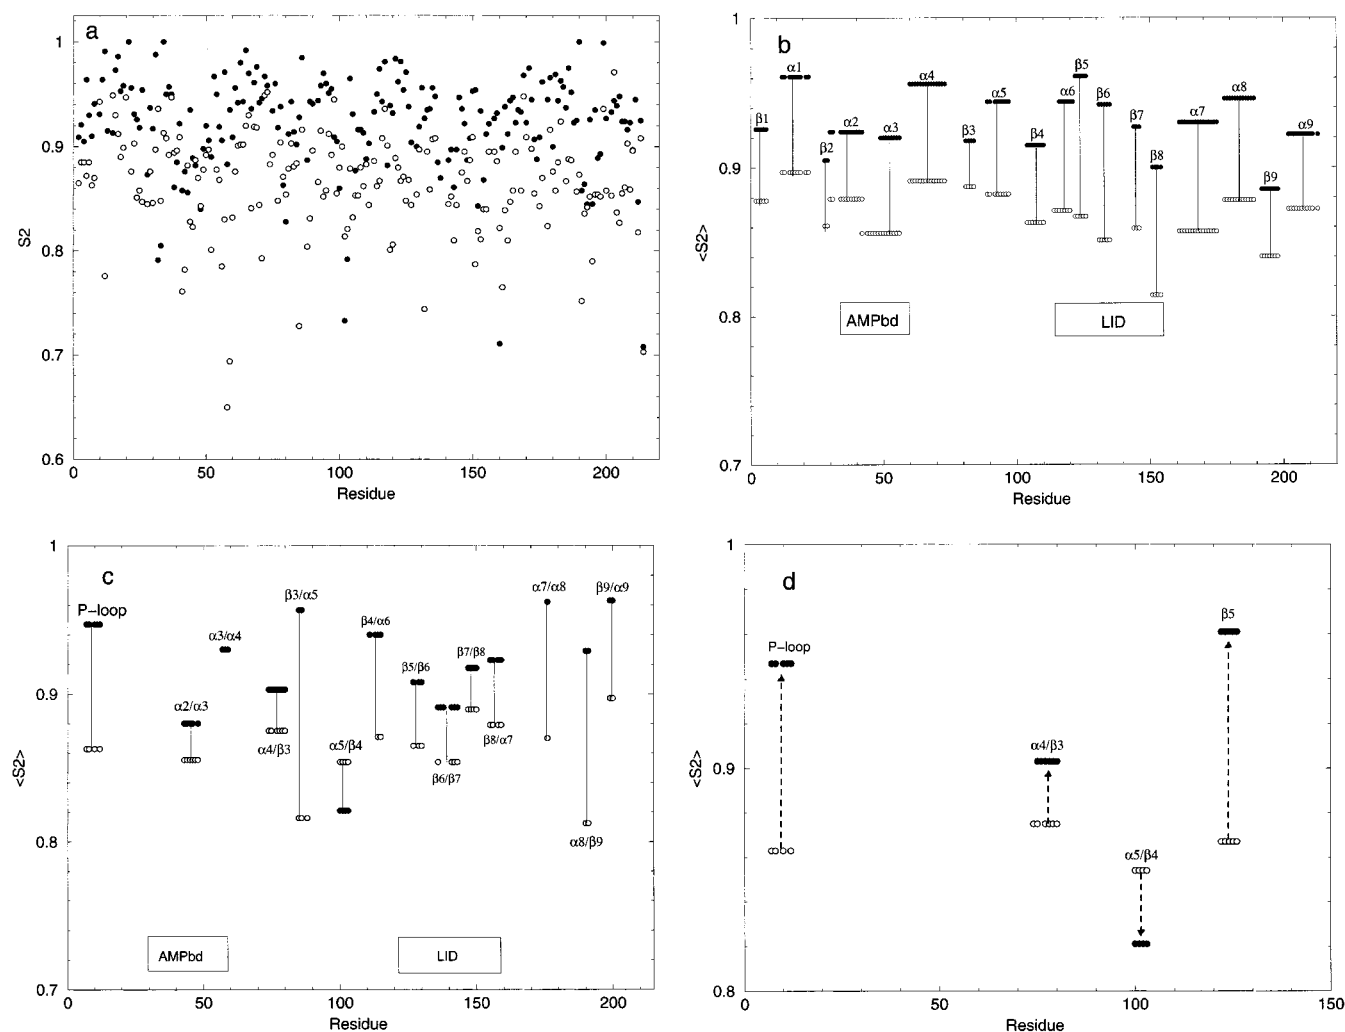 a
1
0.9
0.8
0.7
0.6
S2
0 50 100 150 200
Residue
b
1
0.9
0.8
0.7
<S2>
α1 α4 β5 α6 β6 α8
β1 α2 α3 α5 β7 α7 α9
β2 β3 β4 β8 β9
AMPbd LID
0 50 100 150 200
Residue
c
1
0.9
0.8
0.7
<S2>
P-loop β3/α5 α7/α8 β9/α9
α3/α4 β4/α6
α2/α3 β5/β6 β7/β8
α4/β3 α5/β4 β8/α7
β6/β7
α8/β9
AMPbd LID
0 50 100 150 200
Residue
d
1
0.9
0.8
<S2>
β5
P-loop
α4/β3
α5/β4
0 50 100 150
Residue